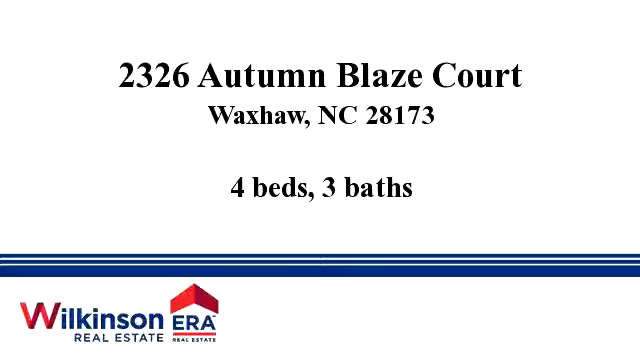 2326 Autumn Blaze Court
Waxhaw, NC 28173
4 beds, 3 baths
Wilkinson ERA
REAL ESTATE REAL ESTATE